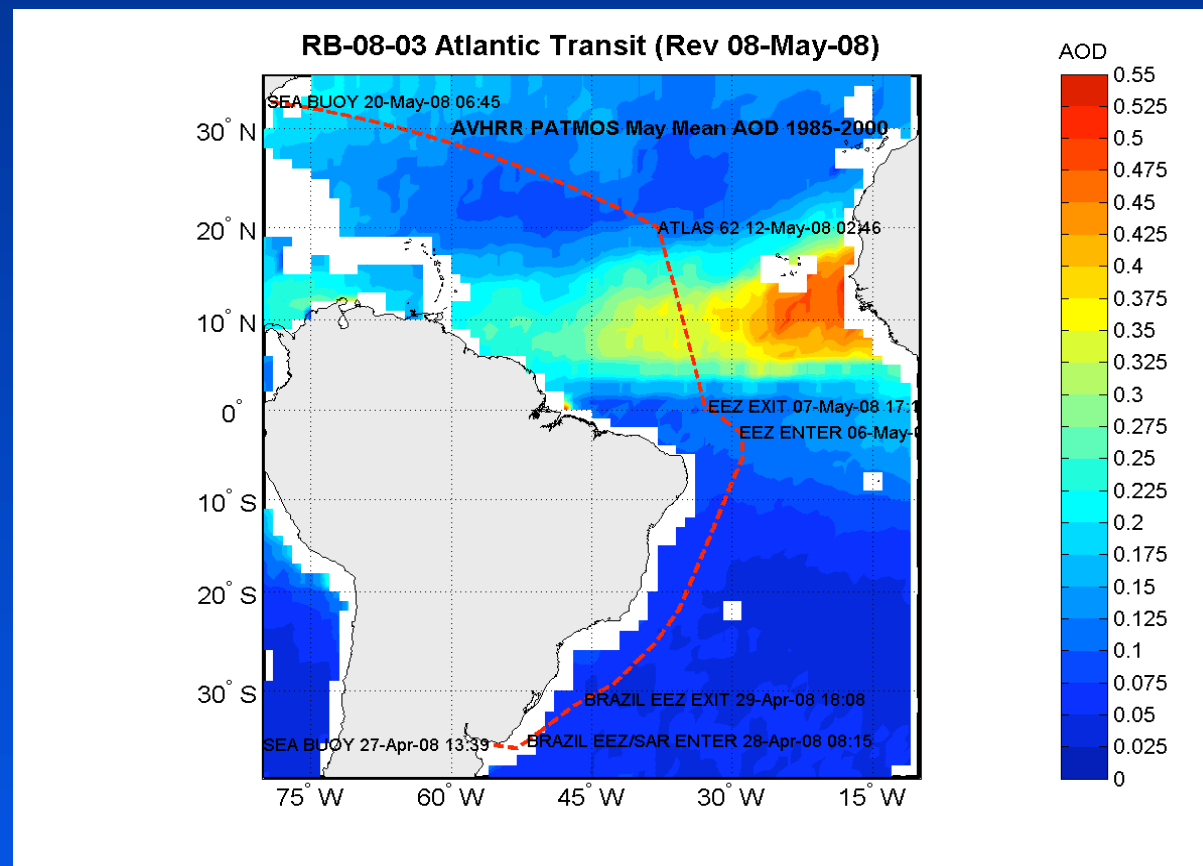 RB-08-03 Atlantic Transit (Rev 08-May-08)
AOD
SEA BUOY 20-May-08 06:45
AVHRR PATMOS May Mean AOD 1985-2000
ATLAS 62 12-May-08 02:46
EEZ EXIT 07-May-08 17:1
EEZ ENTER 06-May-0
BRAZIL EEZ EXIT 29-Apr-08 18:08
SEA BUOY 27-Apr-08 13:39
BRAZIL EEZ/SAR ENTER 28-Apr-08 08:15
30° N
20° N
10° N
0°
10° S
20° S
30° S
75° W
60° W
45° W
30° W
15° W
0.55
0.525
0.5
0.475
0.45
0.425
0.4
0.375
0.35
0.325
0.3
0.275
0.25
0.225
0.2
0.175
0.15
0.125
0.1
0.075
0.05
0.025
0